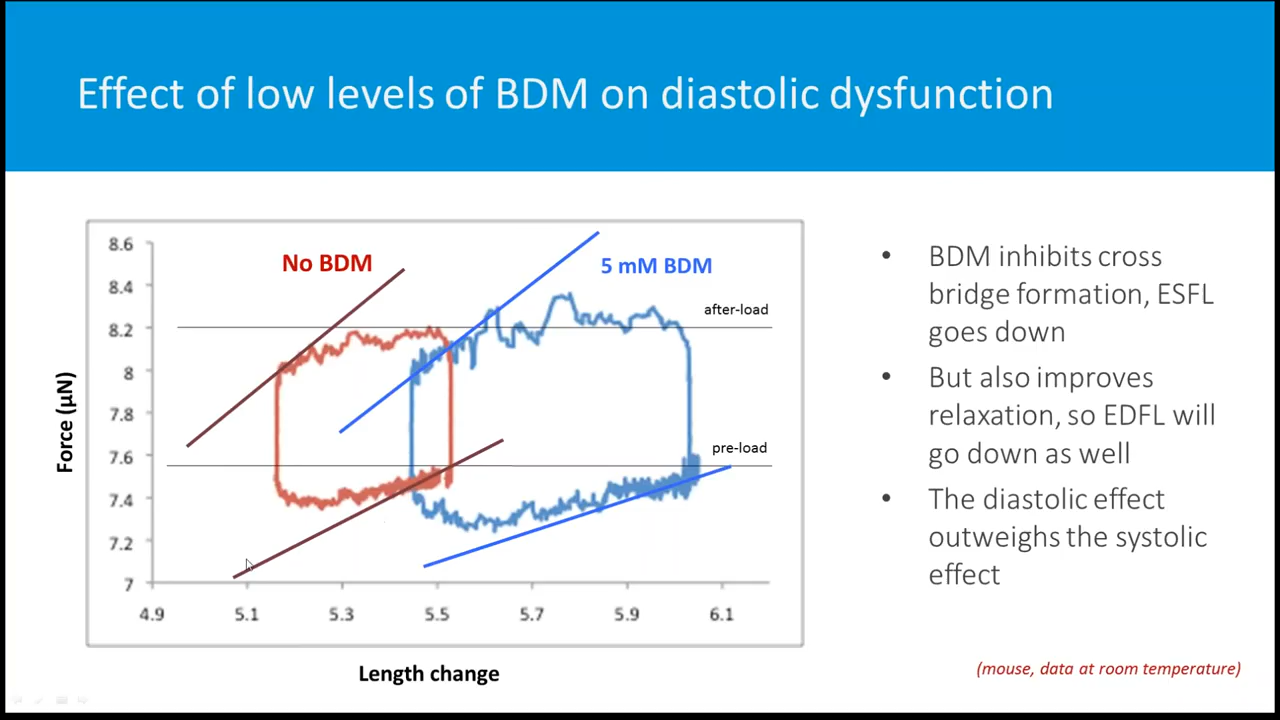 Effect of low levels of BDM on diastolic dysfunction
8.6
8.4
8.2
8
7.8
7.6
7.4
7.2
7
Force (µN)
No BDM
5 mM BDM
after-load
pre-load
4.9 5.1 5.3 5.5 5.7 5.9 6.1
Length change
• BDM inhibits cross
bridge formation, ESFL
goes down
• But also improves
relaxation, so EDFL will
go down as well
• The diastolic effect
outweighs the systolic
effect
(mouse, data at room temperature)